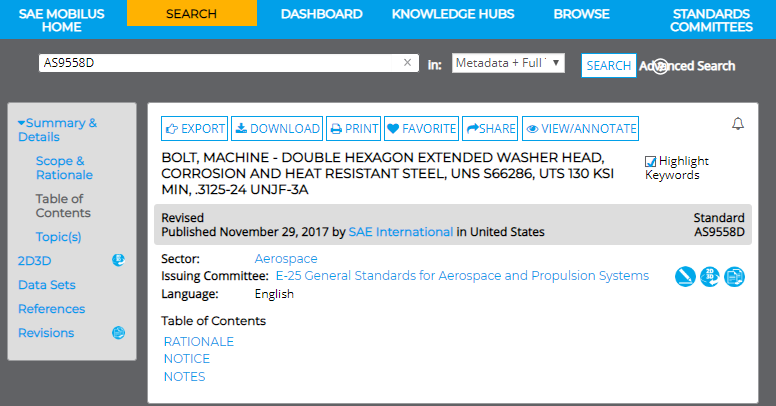 SAE MOBILUS HOME SEARCH DASHBOARD KNOWLEDGE HUBS BROWSE STANDARDS COMMITTEES
AS9558D × in: Metadata + Full SEARCH Advanced Search
Summary & Details
Scope & Rationale
Table of Contents
Topic(s)
2D3D
Data Sets
References
Revisions
EXPORT DOWNLOAD PRINT FAVORITE SHARE VIEW/ANNOTATE
BOLT, MACHINE - DOUBLE HEXAGON EXTENDED WASHER HEAD,
CORROSION AND HEAT RESISTANT STEEL, UNS S66286, UTS 130 KSI
MIN, .3125-24 UNJF-3A
Highlight Keywords
Revised Standard
Published November 29, 2017 by SAE International in United States AS9558D
Sector: Aerospace
Issuing Committee: E-25 General Standards for Aerospace and Propulsion Systems
Language: English
Table of Contents
RATIONALE
NOTICE
NOTES